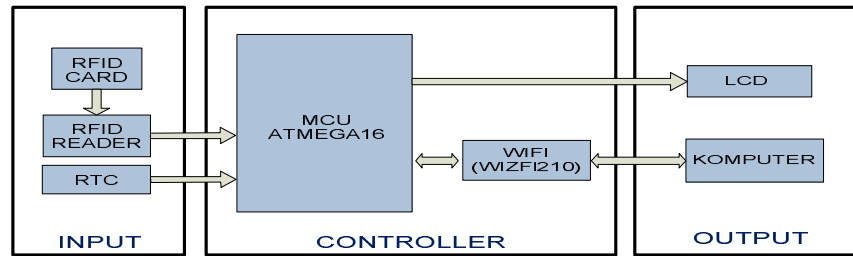 RFID
CARD
RFID
READER
RTC
INPUT
MCU
ATMEGA16
WIFI
(WIZFI210)
CONTROLLER
LCD
KOMPUTER
OUTPUT